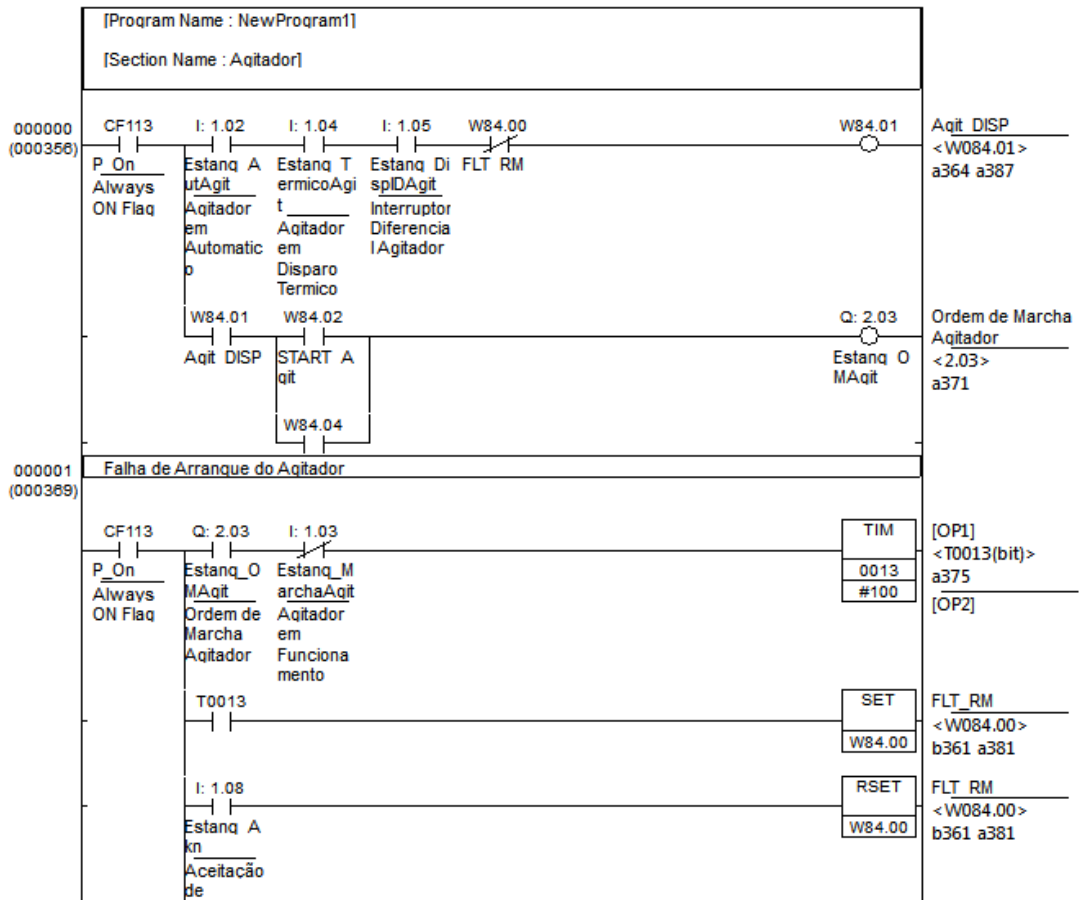 [Program Name : NewProgram1]
[Section Name : Agitador]
000000
(000356)
CF113
I: 1.02
I: 1.04
I: 1.05
W84.00
W84.01
P_On
Always
ON Flag
Estanq_A
utAgit
Agitador
em
Automatic
o
Estanq_T
ermicoAgi
t
Agitador
em
Disparo
Termico
Estanq_Di
spIDAgit
Interruptor
Diferencia
l Agitador
FLT_RM
Agit_DISP
<W084.01>
a364 a387
W84.01
W84.02
Q: 2.03
Agit_DISP
START_A
git
Estanq_O
MAgit
Ordem de Marcha
Agitador
<2.03>
a371
W84.04
000001
(000369)
Falha de Arranque do Agitador
CF113
Q: 2.03
I: 1.03
P_On
Always
ON Flag
Estanq_O
MAgit
Ordem de
Marcha
Agitador
Estanq_M
archaAgit
Agitador
em
Funciona
mento
TIM
0013
#100
[OP1]
<T0013(bit)>
a375
[OP2]
T0013
SET
W84.00
FLT_RM
<W084.00>
b361 a381
I: 1.08
Estanq_A
kn
Aceitação
de
RSET
W84.00
FLT_RM
<W084.00>
b361 a381